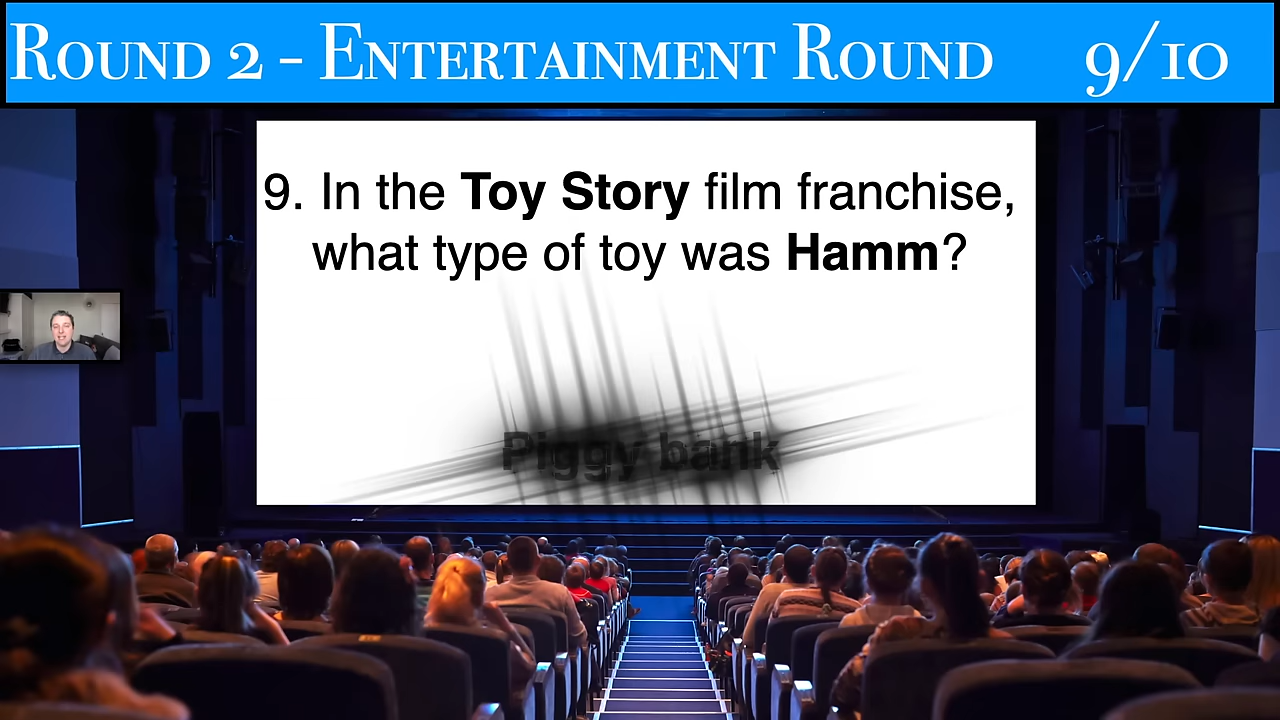 Round 2 - Entertainment Round 9/10
9. In the Toy Story film franchise,
what type of toy was Hamm?
Piggy bank